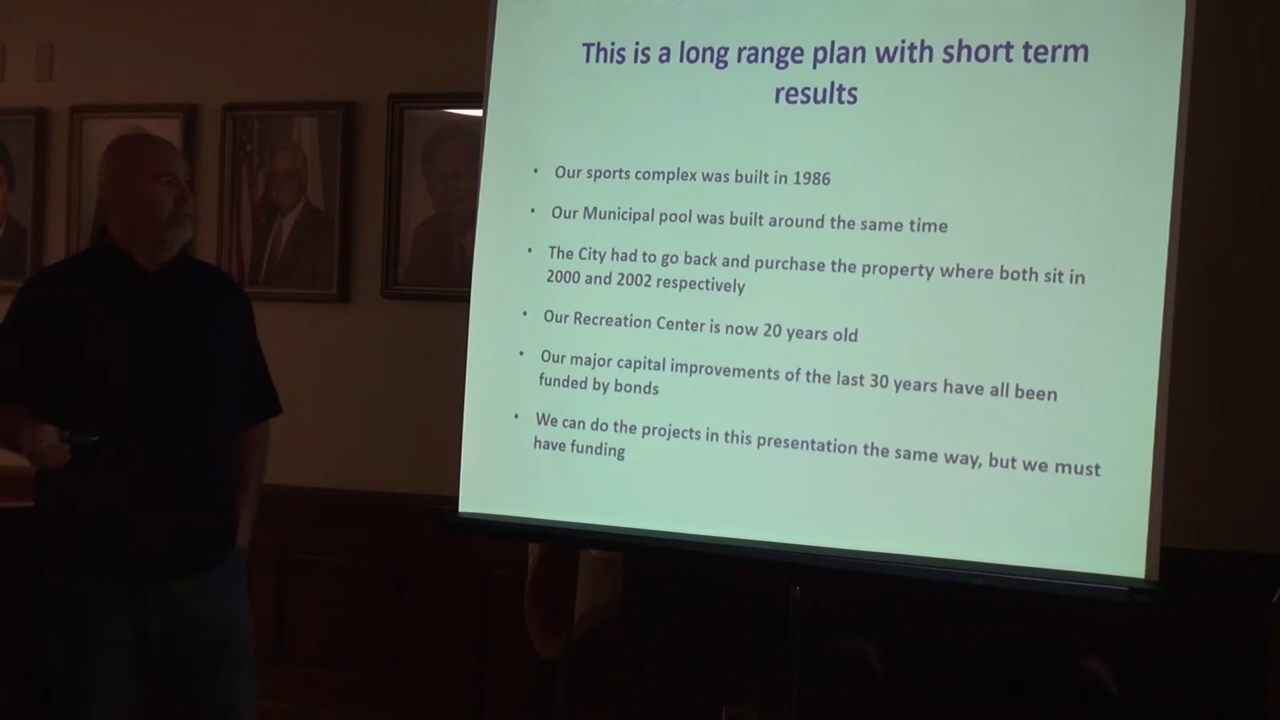 This is a long range plan with short term
results
• Our sports complex was built in 1986
• Our Municipal pool was built around the same time
• The City had to go back and purchase the property where both sit in
2000 and 2002 respectively
• Our Recreation Center is now 20 years old
• Our major capital improvements of the last 30 years have all been
funded by bonds
• We can do the projects in this presentation the same way, but we must
have funding